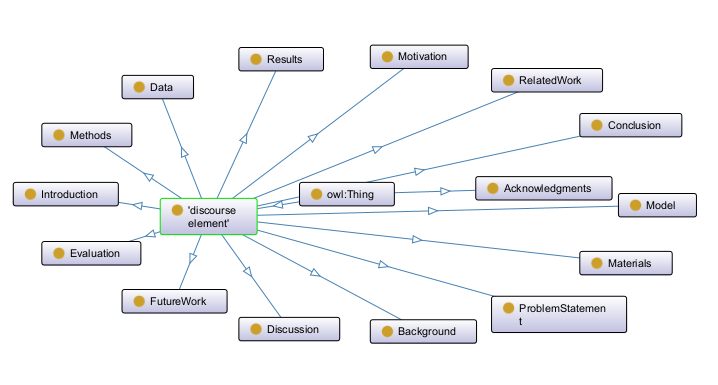 Results
Motivation
RelatedWork
Data
Conclusion
Methods
Introduction
owl:Thing
Acknowledgments
Model
'discourse
element'
Evaluation
Materials
FutureWork
ProblemStatemen
t
Discussion
Background